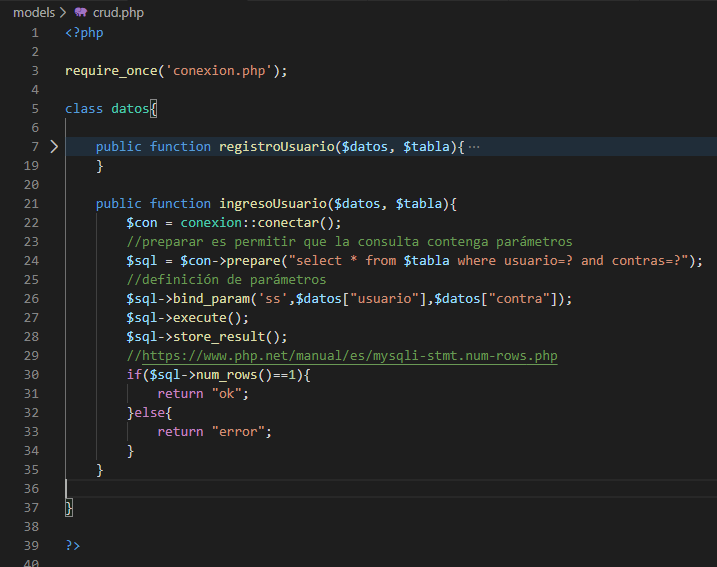 models > crud.php
1 <?php
2
3 require_once('conexion.php');
4
5 class datos{
6
7 public function registroUsuario($datos, $tabla){ ···
19 }
20
21 public function ingresoUsuario($datos, $tabla){
22 $con = conexion::conectar();
23 //preparar es permitir que la consulta contenga parámetros
24 $sql = $con->prepare("select * from $tabla where usuario=? and contras=?");
25 //definición de parámetros
26 $sql->bind_param('ss',$datos["usuario"],$datos["contra"]);
27 $sql->execute();
28 $sql->store_result();
29 //https://www.php.net/manual/es/mysqli-stmt.num-rows.php
30 if($sql->num_rows()==1){
31 return "ok";
32 }else{
33 return "error";
34 }
35 }
36
37 }
38
39 ?>
40